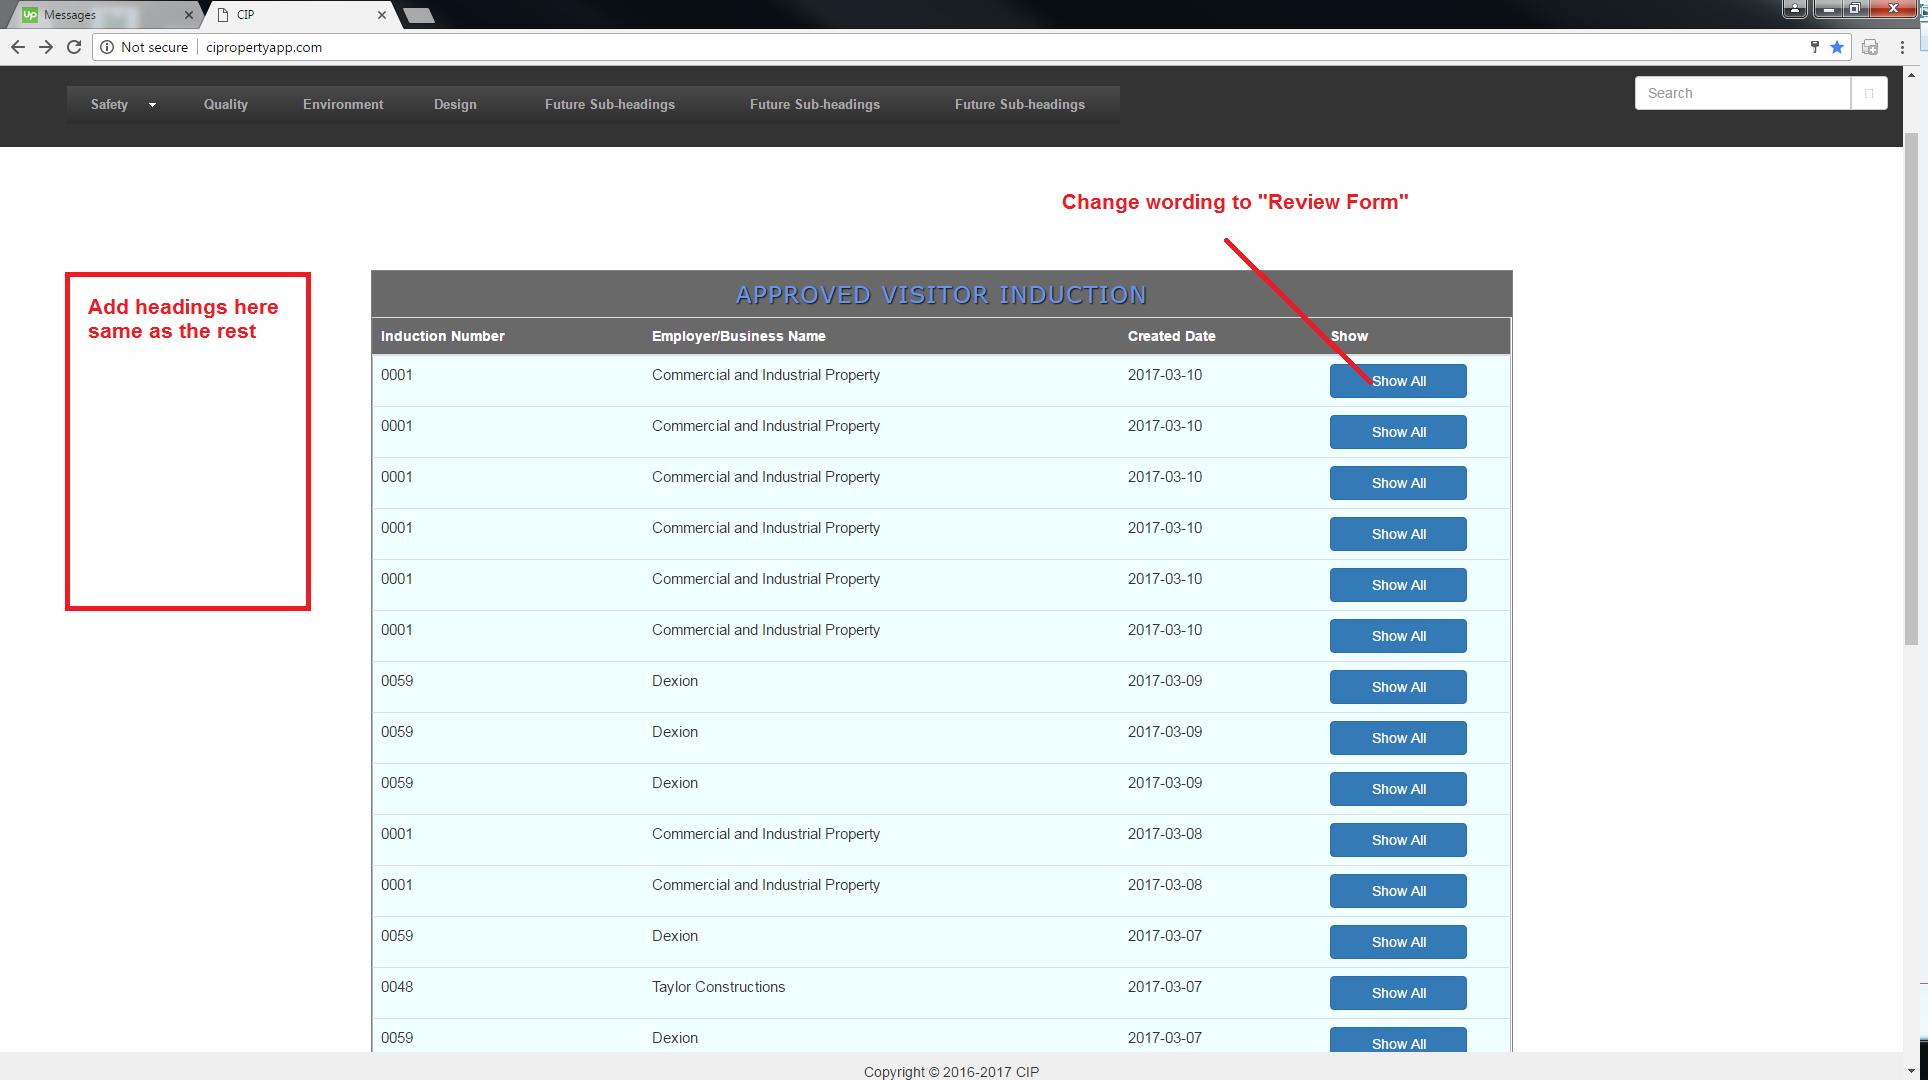 Messages
CIP
Not secure
cipropertyapp.com
Safety
Quality
Environment
Design
Future Sub-headings
Future Sub-headings
Future Sub-headings
Search
Change wording to "Review Form"
Add headings here
same as the rest
APPROVED VISITOR INDUCTION
Induction Number Employer/Business Name Created Date Show
0001 Commercial and Industrial Property 2017-03-10 Show All
0001 Commercial and Industrial Property 2017-03-10 Show All
0001 Commercial and Industrial Property 2017-03-10 Show All
0001 Commercial and Industrial Property 2017-03-10 Show All
0001 Commercial and Industrial Property 2017-03-10 Show All
0001 Commercial and Industrial Property 2017-03-10 Show All
0059 Dexion 2017-03-09 Show All
0059 Dexion 2017-03-09 Show All
0059 Dexion 2017-03-09 Show All
0001 Commercial and Industrial Property 2017-03-08 Show All
0001 Commercial and Industrial Property 2017-03-08 Show All
0059 Dexion 2017-03-07 Show All
0048 Taylor Constructions 2017-03-07 Show All
0059 Dexion 2017-03-07 Show All
Copyright © 2016-2017 CIP